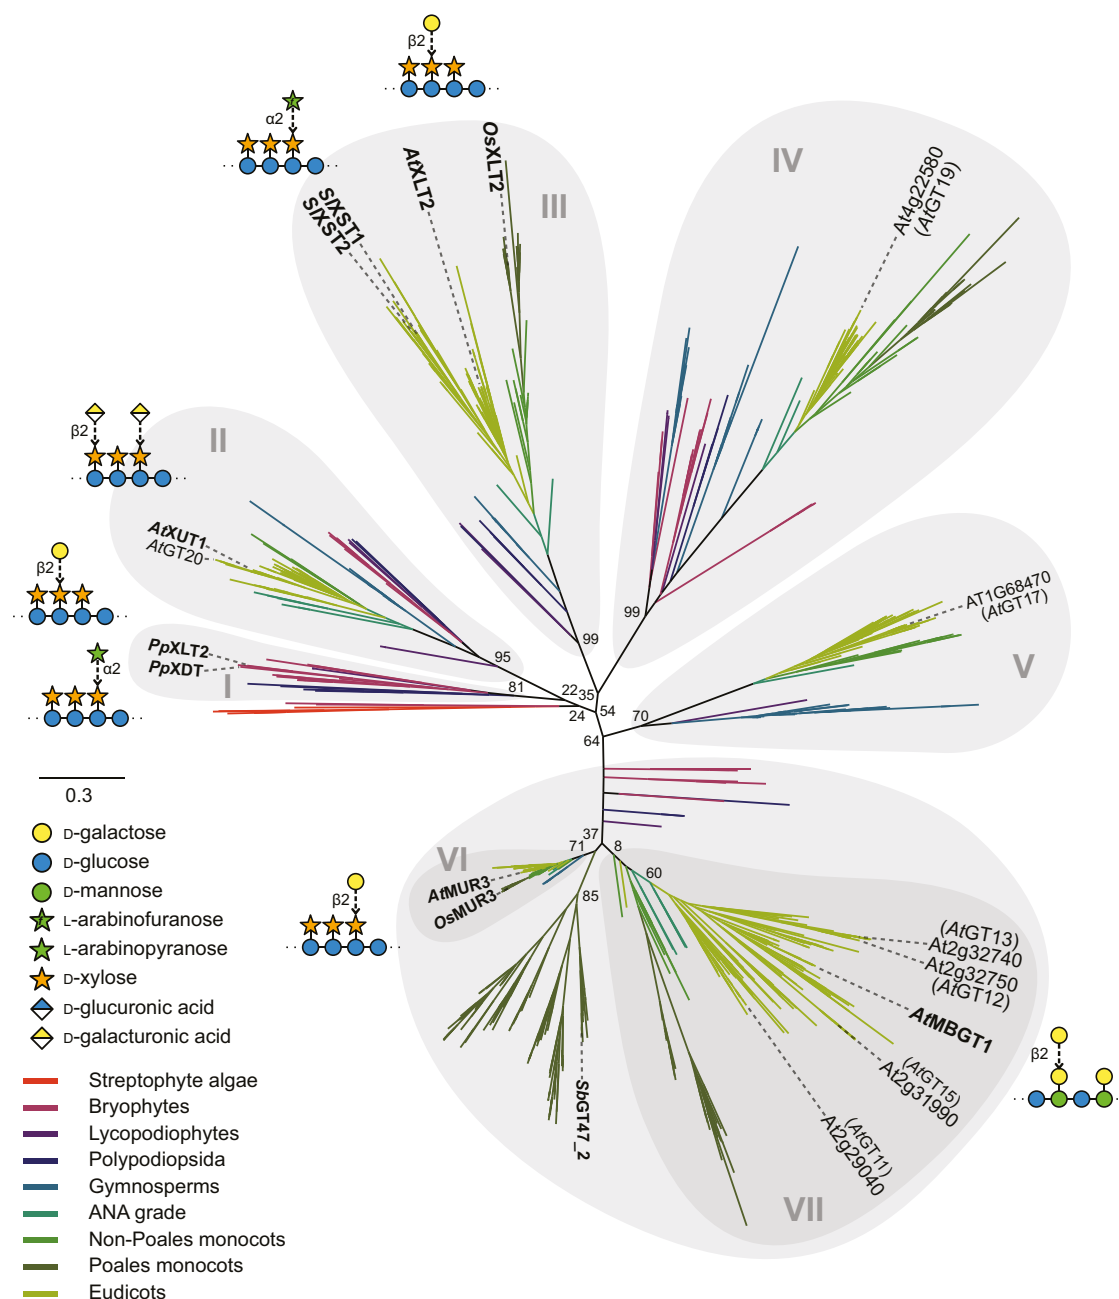 β2
α2
SlXST1
SlXST2
AtXLT2
OsXLT2
III
IV
At4g22580
(AtGT19)
β2
II
AtXUT1
AtGT20
β2
PpXLT2
PpXDT
I
α2
95
81
99
99
22
35
24
54
64
70
AT1G68470
(AtGT17)
V
0.3
37
71
8
60
85
VI
AtMUR3
OsMUR3
β2
SbGT47_2
(AtGT13)
At2g32740
At2g32750
(AtGT12)
AtMBGT1
(AtGT15)
At2g31990
(AtGT11)
At2g29040
VII
β2
D-galactose
D-glucose
D-mannose
L-arabinofuranose
L-arabinopyranose
D-xylose
D-glucuronic acid
D-galacturonic acid
Streptophyte algae
Bryophytes
Lycopodiophytes
Polypodiopsida
Gymnosperms
ANA grade
Non-Poales monocots
Poales monocots
Eudicots